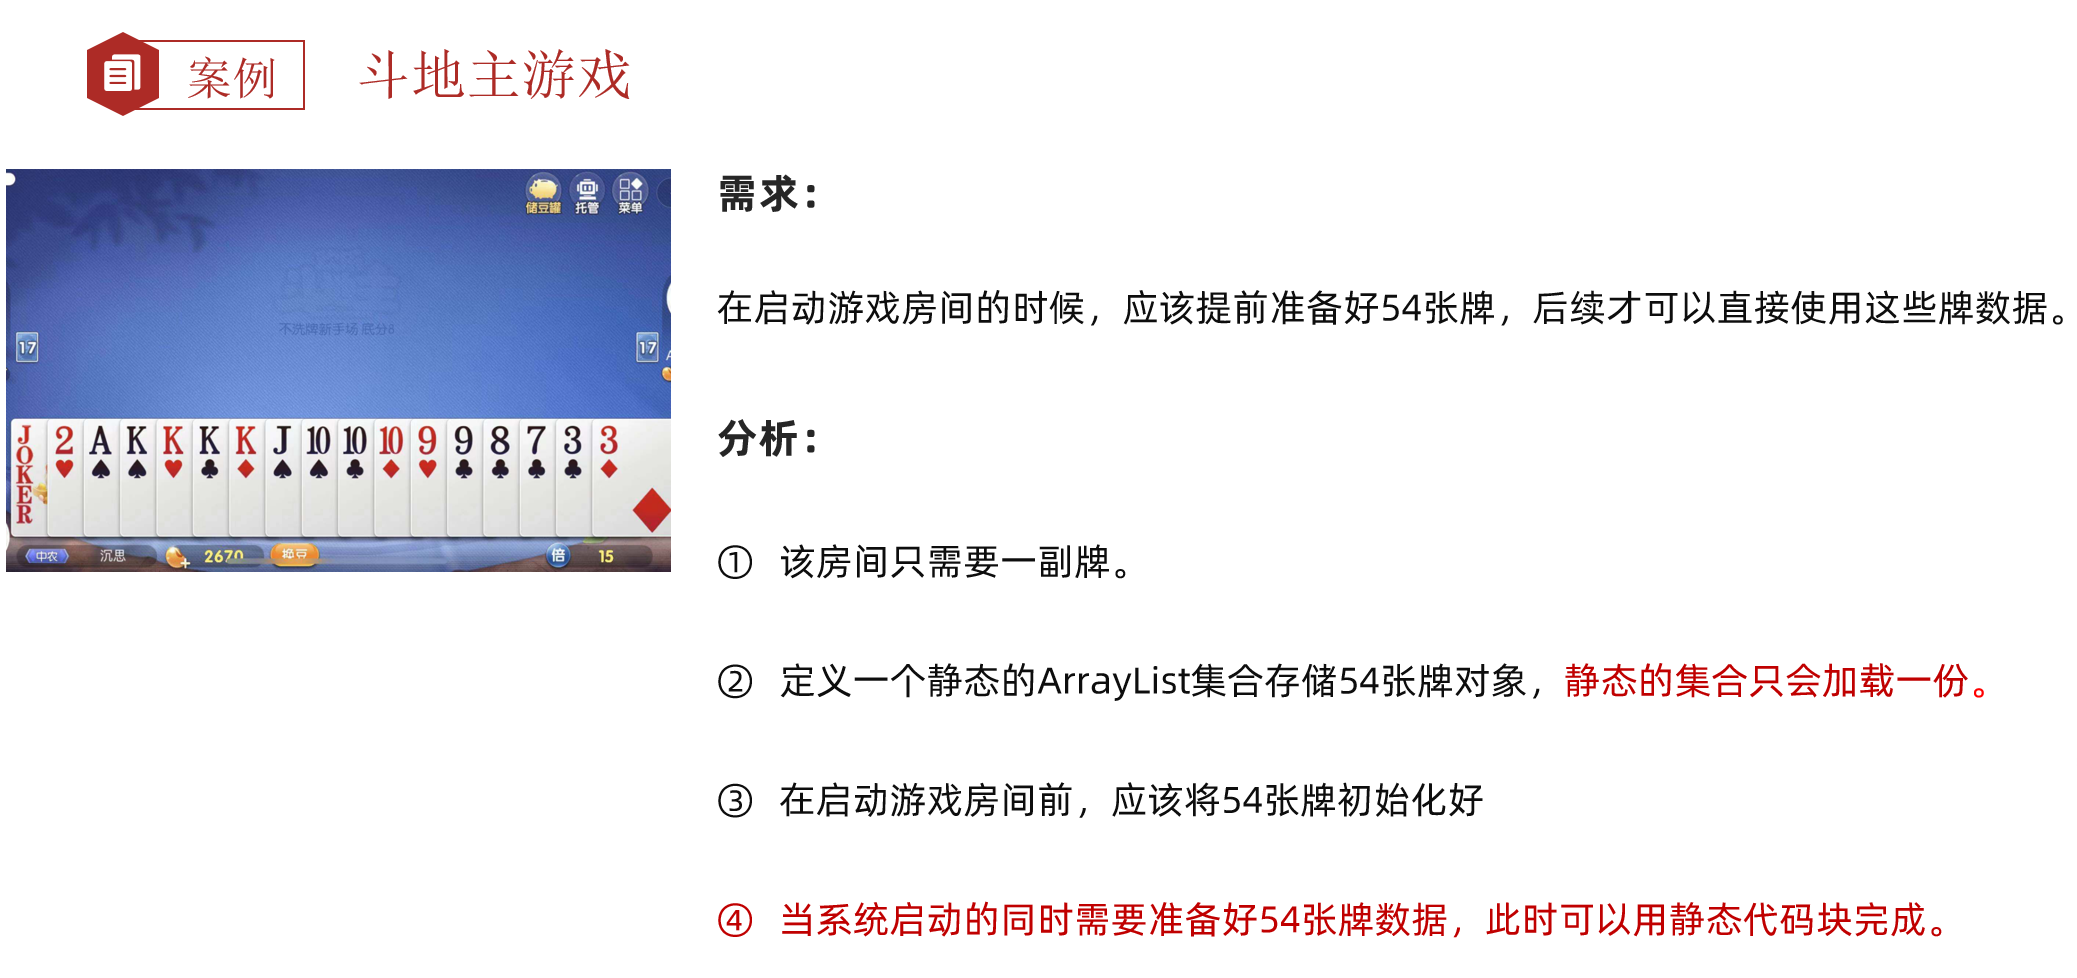 案例
斗地主游戏
储豆罐 托管 菜单
不洗牌新手场 底分6
17
17
JOKER 2 A K K K K J 10 10 10 9 9 8 7 3 3
中农 沉思 2670 换豆 倍 15
需求：
在启动游戏房间的时候，应该提前准备好54张牌，后续才可以直接使用这些牌数据。
分析：
① 该房间只需要一副牌。
② 定义一个静态的ArrayList集合存储54张牌对象，静态的集合只会加载一份。
③ 在启动游戏房间前，应该将54张牌初始化好
④ 当系统启动的同时需要准备好54张牌数据，此时可以用静态代码块完成。